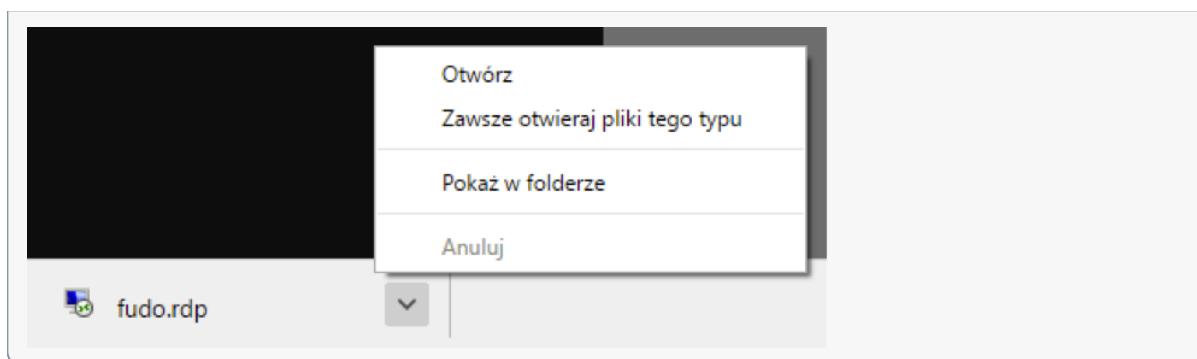 Otwórz
Zawsze otwieraj pliki tego typu
Pokaż w folderze
Anuluj
fudo.rdp